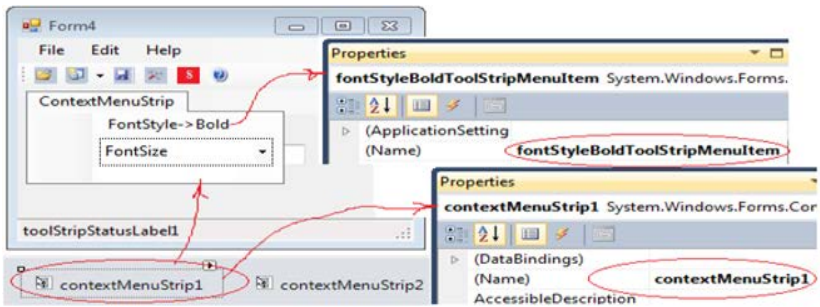 Form4
File Edit Help
S
ContextMenuStrip
FontStyle->Bold
FontSize
toolStripStatusLabel1
contextMenuStrip1 contextMenuStrip2
Properties
fontStyleBoldToolStripMenuItem System.Windows.Forms.
(ApplicationSetting
(Name) fontStyleBoldToolStripMenuItem
Properties
contextMenuStrip1 System.Windows.Forms.Cor
(DataBindings)
(Name) contextMenuStrip1
AccessibleDescription